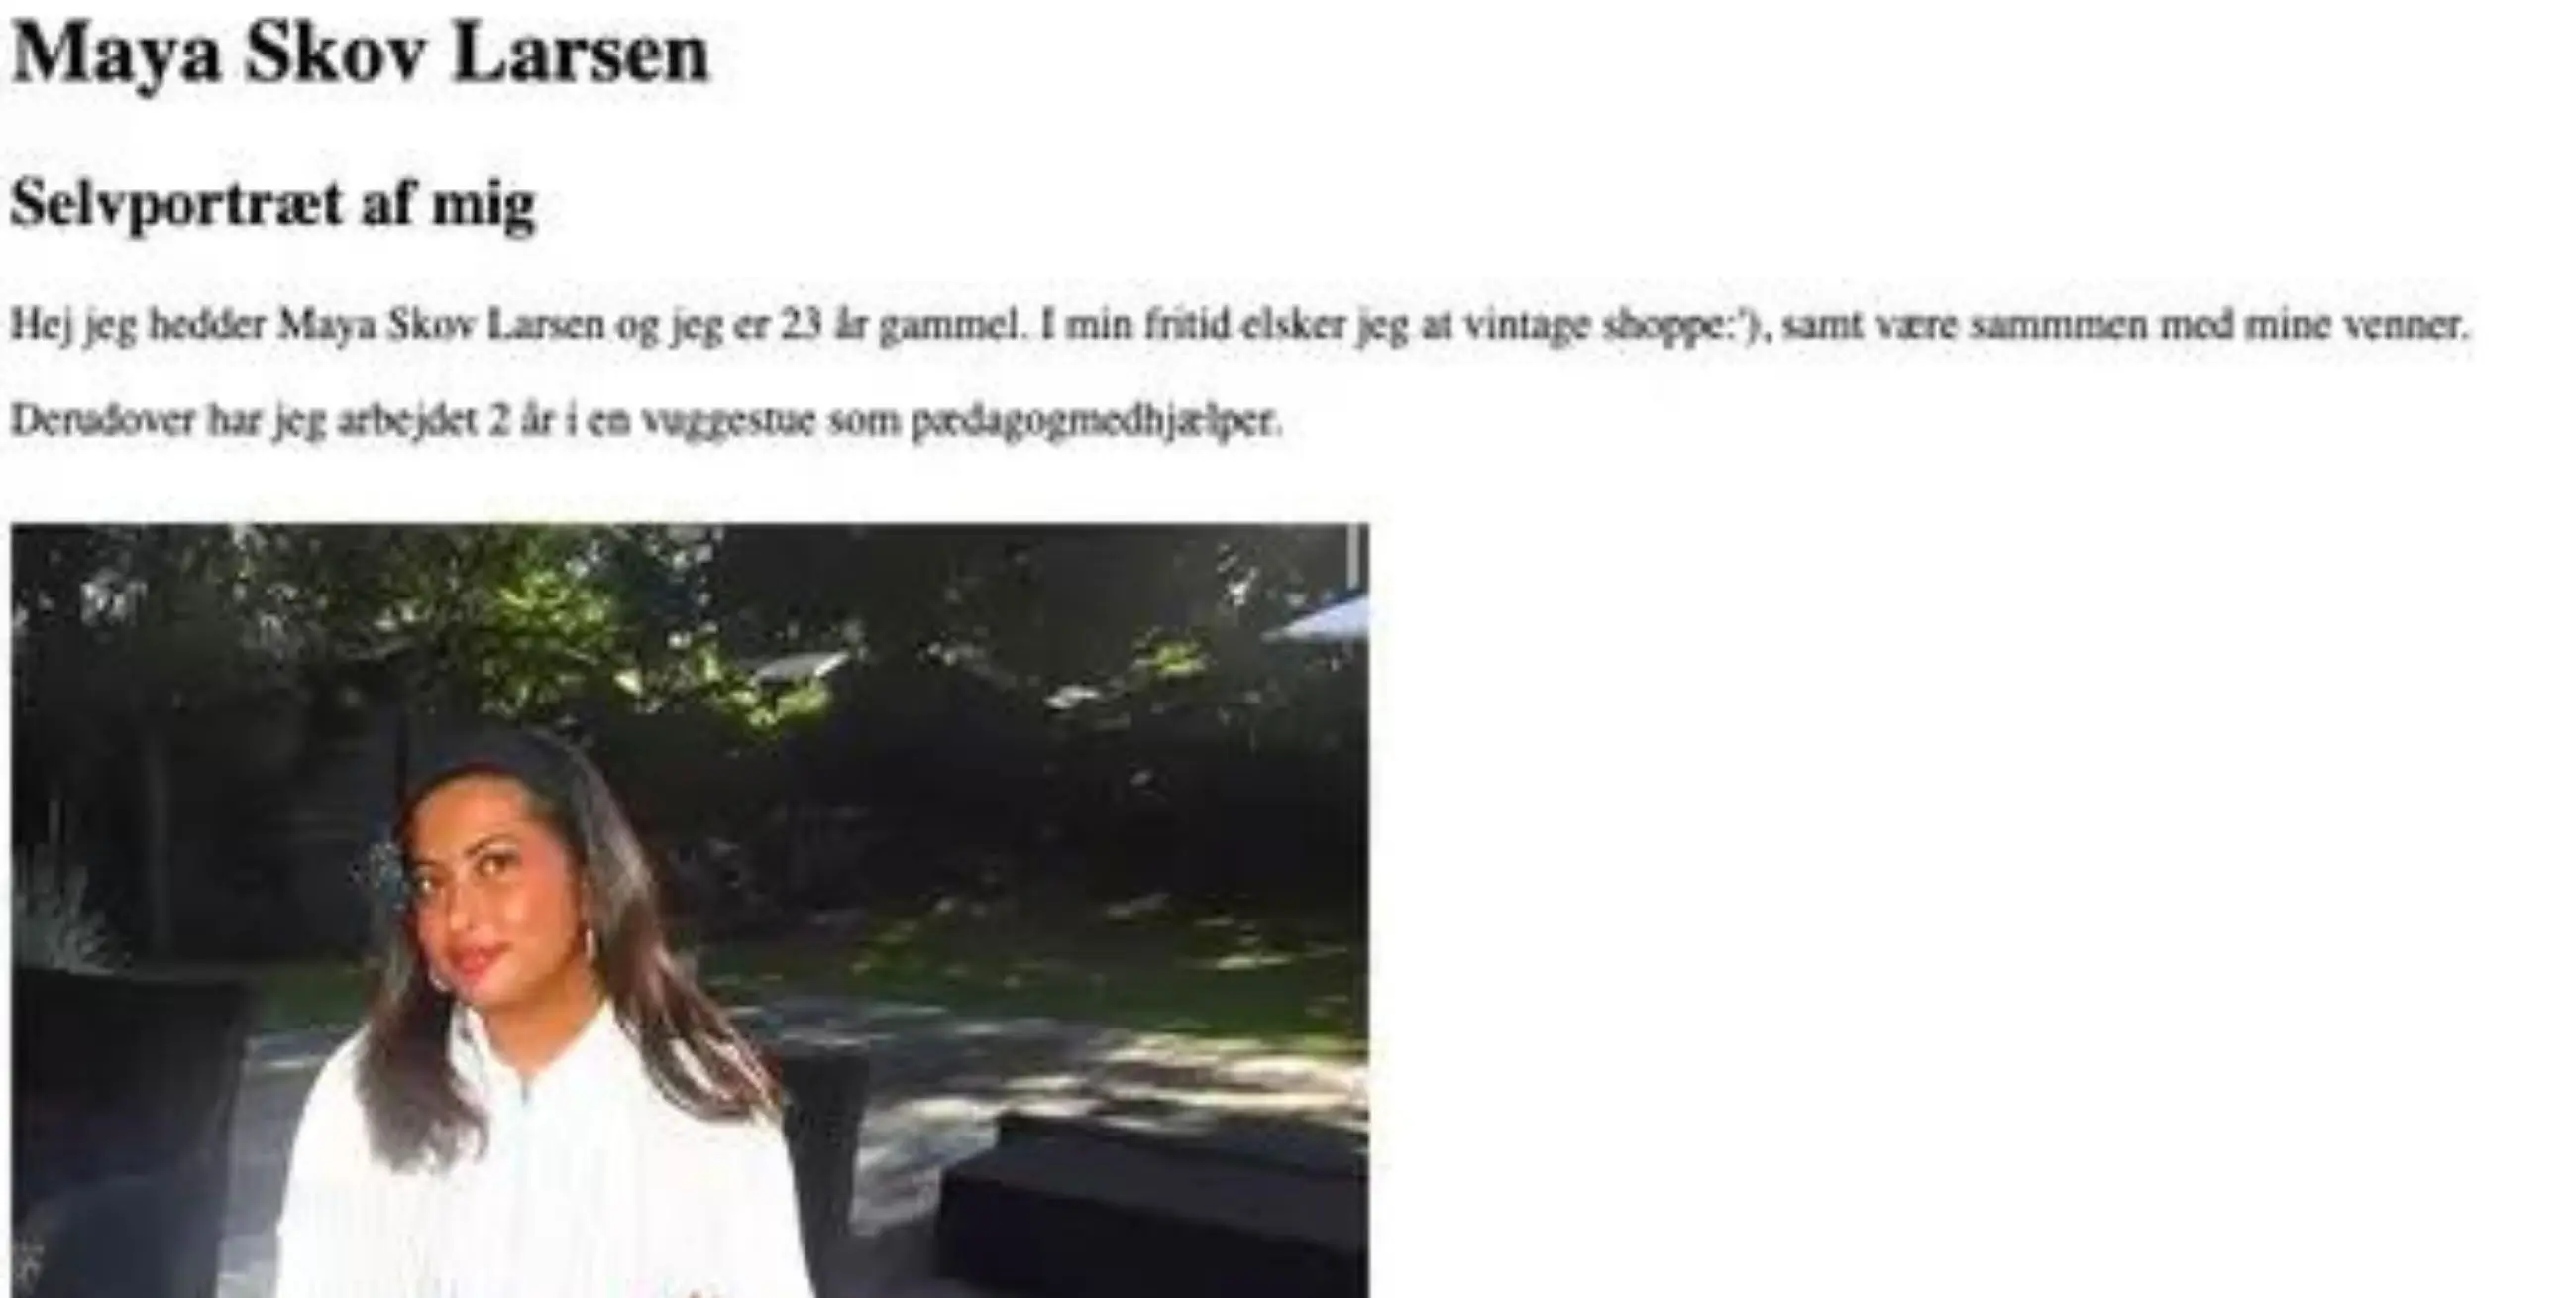 Maya Skov Larsen
Selvportræt af mig
Hej jeg hedder Maya Skov Larsen og jeg er 23 år gammel. I min fritid elsker jeg at vintage shoppe:'), samt være sammmen med mine venner.
Derudover har jeg arbejdet 2 år i en vuggestue som pædagogmedhjælper.